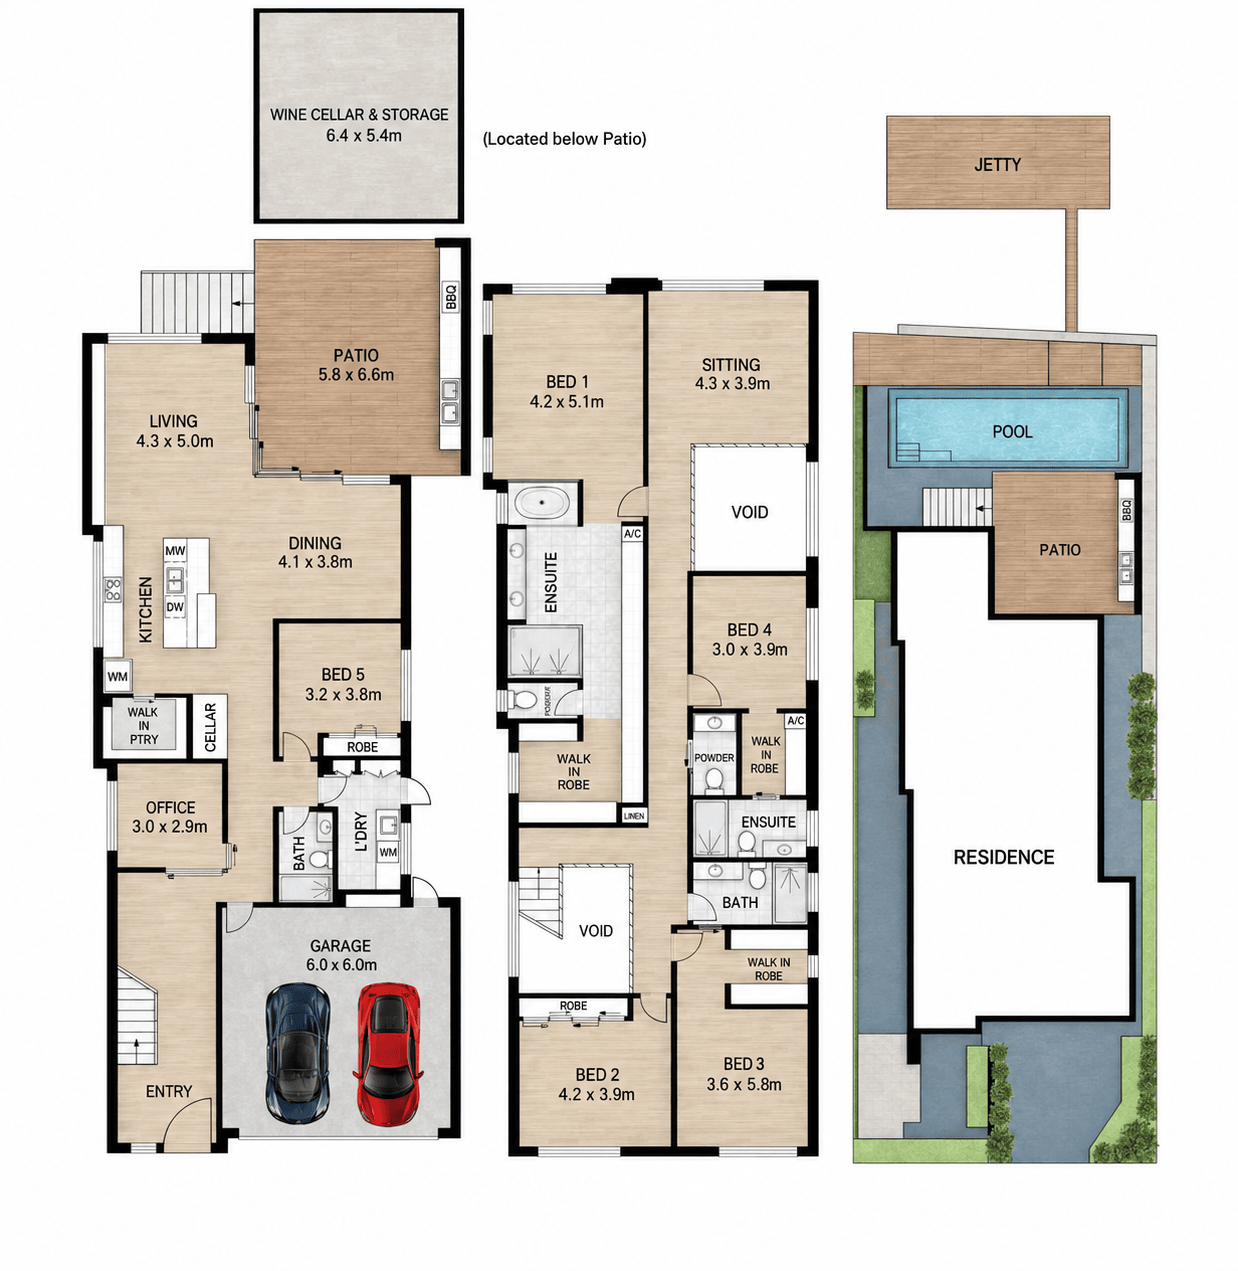 WINE CELLAR & STORAGE
6.4 x 5.4m
(Located below Patio)
PATIO
5.8 x 6.6m
BBQ
LIVING
4.3 x 5.0m
DINING
4.1 x 3.8m
KITCHEN
MW
DW
WM
WALK
IN
PTRY
CELLAR
BED 5
3.2 x 3.8m
ROBE
OFFICE
3.0 x 2.9m
BATH
L'DRY
WM
GARAGE
6.0 x 6.0m
ENTRY
BED 1
4.2 x 5.1m
SITTING
4.3 x 3.9m
VOID
A/C
ENSUITE
BED 4
3.0 x 3.9m
WALK
IN
ROBE
LINEN
POWDER
WALK
IN
ROBE
A/C
ENSUITE
BATH
VOID
WALK IN
ROBE
ROBE
BED 2
4.2 x 3.9m
BED 3
3.6 x 5.8m
JETTY
POOL
PATIO
BBQ
RESIDENCE